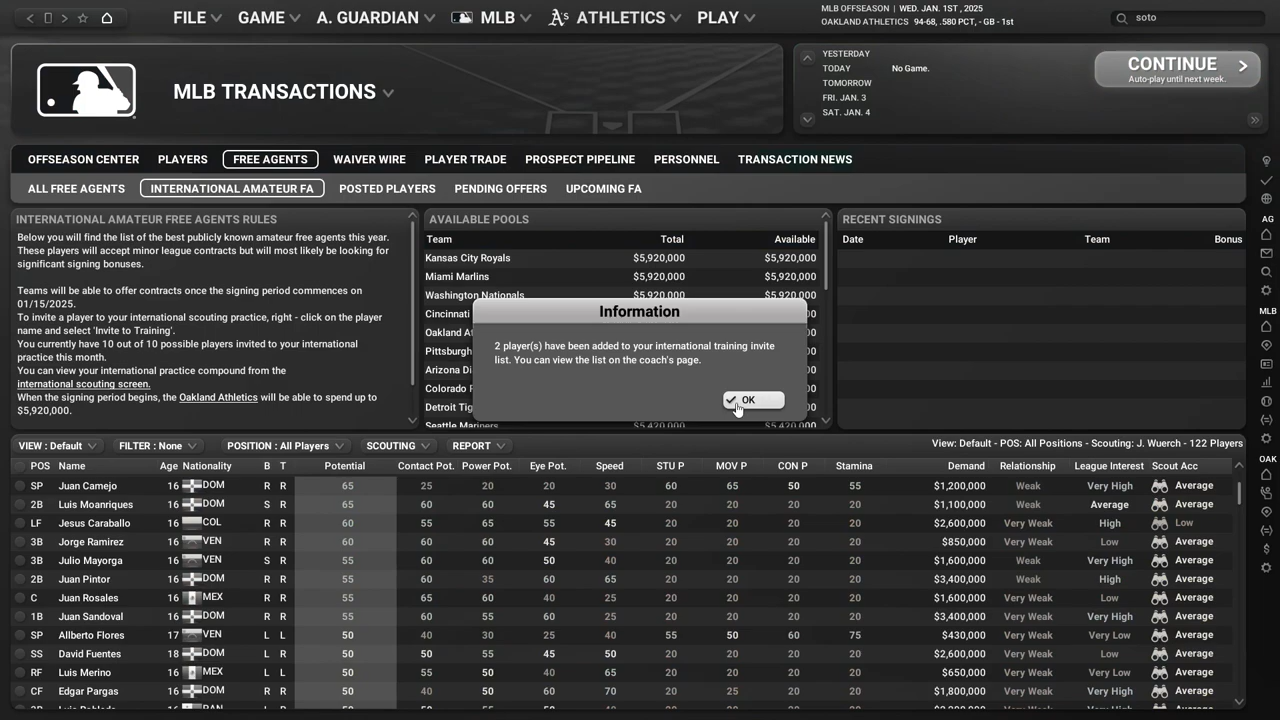 FILE GAME A. GUARDIAN MLB ATHLETICS PLAY
MLB OFFSEASON | WED. JAN. 1ST , 2025
OAKLAND ATHLETICS 94-68, .580 PCT, - GB - 1st
soto
MLB TRANSACTIONS
YESTERDAY
TODAY No Game.
TOMORROW
FRI. JAN. 3
SAT. JAN. 4
CONTINUE
Auto-play until next week.
OFFSEASON CENTER PLAYERS FREE AGENTS WAIVER WIRE PLAYER TRADE PROSPECT PIPELINE PERSONNEL TRANSACTION NEWS
ALL FREE AGENTS INTERNATIONAL AMATEUR FA POSTED PLAYERS PENDING OFFERS UPCOMING FA
INTERNATIONAL AMATEUR FREE AGENTS RULES
Below you will find the list of the best publicly known amateur free agents this year.
These players will accept minor league contracts but will most likely be looking for
significant signing bonuses.
Teams will be able to offer contracts once the signing period commences on
01/15/2025.
To invite a player to your international scouting practice, right - click on the player
name and select 'Invite to Training'.
You currently have 10 out of 10 possible players invited to your international
practice this month.
You can view your international practice compound from the
international scouting screen.
When the signing period begins, the Oakland Athletics will be able to spend up to
$5,920,000.
AVAILABLE POOLS
Team Total Available
Kansas City Royals $5,920,000 $5,920,000
Miami Marlins $5,920,000 $5,920,000
Washington Nationals $5,920,000 $5,920,000
Cincinnati
Oakland At
Pittsburgh
Arizona Di
Colorado
Detroit Tig
Seattle Mariners $5,420,000 $5,420,000
RECENT SIGNINGS
Date Player Team Bonus
Information
2 player(s) have been added to your international training invite
list. You can view the list on the coach's page.
OK
VIEW : Default FILTER : None POSITION : All Players SCOUTING REPORT View: Default - POS: All Positions - Scouting: J. Wuerch - 122 Players
POS Name Age Nationality B T Potential Contact Pot. Power Pot. Eye Pot. Speed STU P MOV P CON P Stamina Demand Relationship League Interest Scout Acc
SP Juan Camejo 16 DOM R R 65 25 20 20 30 60 65 50 55 $1,200,000 Weak Very High Average
2B Luis Moanriques 16 DOM S R 65 60 60 45 65 20 20 20 20 $1,100,000 Weak Average Average
LF Jesus Caraballo 16 COL R R 60 55 65 55 45 20 20 20 20 $2,600,000 Very Weak High Low
3B Jorge Ramirez 16 VEN R R 60 60 60 45 30 20 20 20 20 $850,000 Very Weak Low Average
3B Julio Mayorga 16 VEN S R 55 60 60 50 40 20 20 20 20 $1,600,000 Weak Very High Average
2B Juan Pintor 16 DOM R R 55 60 35 55 65 20 20 20 20 $3,400,000 Weak High Average
C Juan Rosales 16 MEX R R 55 60 60 40 25 20 20 20 20 $1,600,000 Very Weak Low Average
1B Juan Sandoval 16 DOM R R 55 65 60 55 25 20 20 20 20 $3,400,000 Very Weak Very High Average
SP Allberto Flores 17 VEN L L 50 40 30 25 40 55 50 60 75 $430,000 Very Weak Very Low Average
SS David Fuentes 18 DOM L R 50 50 55 45 50 20 20 20 20 $2,600,000 Very Weak Very High Average
RF Luis Merino 16 MEX L L 50 55 50 60 65 20 20 20 20 $650,000 Very Weak Very Low Average
CF Edgar Pargas 16 DOM R R 50 40 50 60 70 20 25 20 20 $1,800,000 Very Weak Very High Average
AG
MLB
OAK